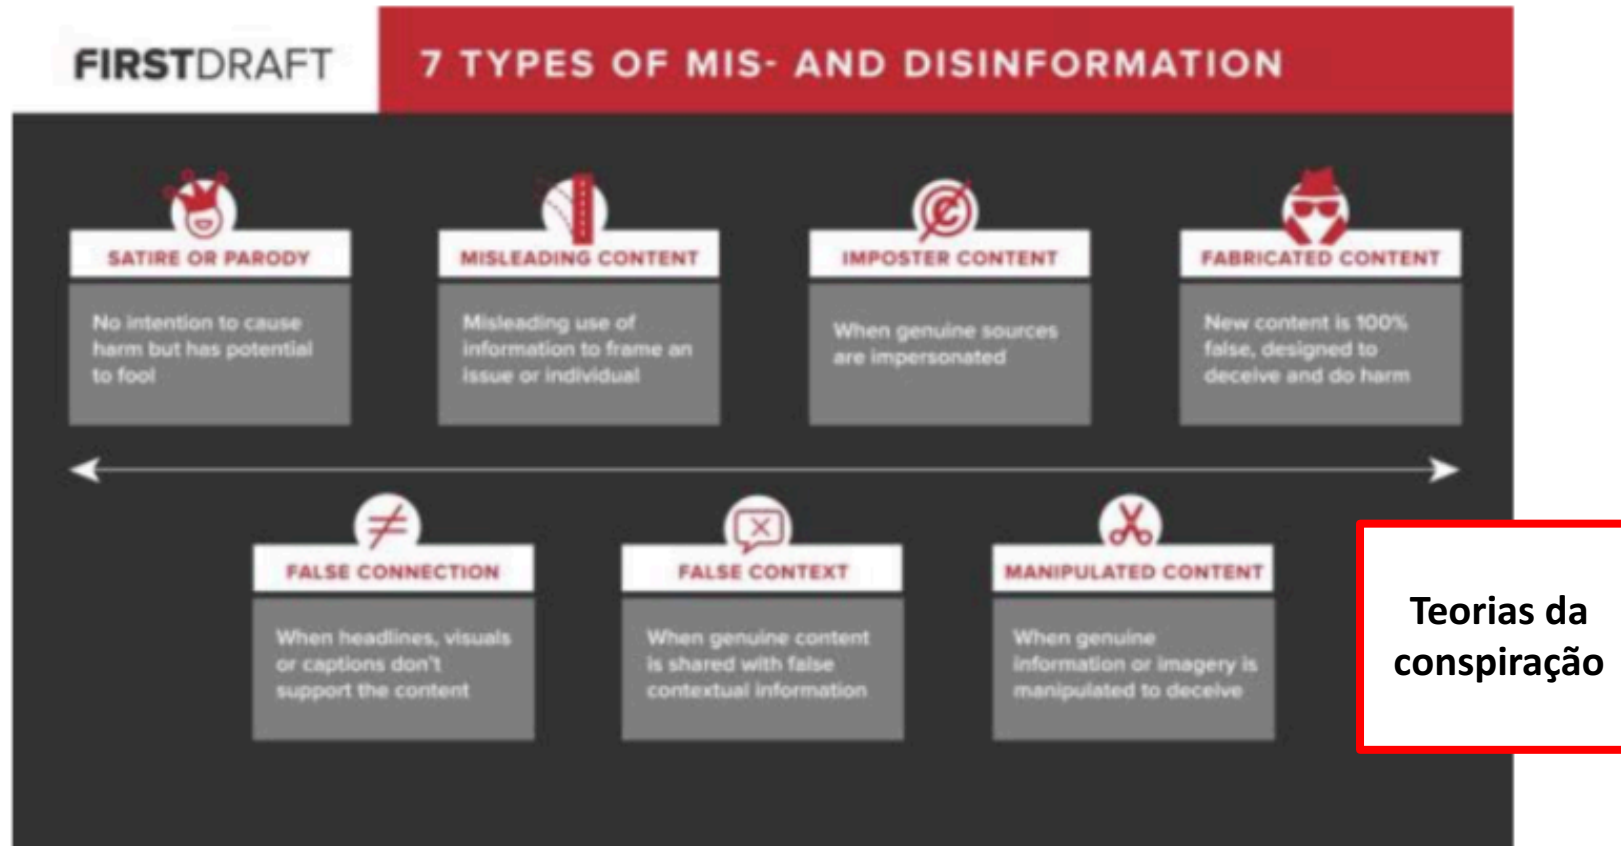 FIRSTDRAFT
7 TYPES OF MIS- AND DISINFORMATION
SATIRE OR PARODY
No intention to cause
harm but has potential
to fool
MISLEADING CONTENT
Misleading use of
information to frame an
issue or individual
IMPOSTER CONTENT
When genuine sources
are impersonated
FABRICATED CONTENT
New content is 100%
false, designed to
deceive and do harm
FALSE CONNECTION
When headlines, visuals
or captions don't
support the content
FALSE CONTEXT
When genuine content
is shared with false
contextual information
MANIPULATED CONTENT
When genuine
information or imagery is
manipulated to deceive
Teorias da
conspiração